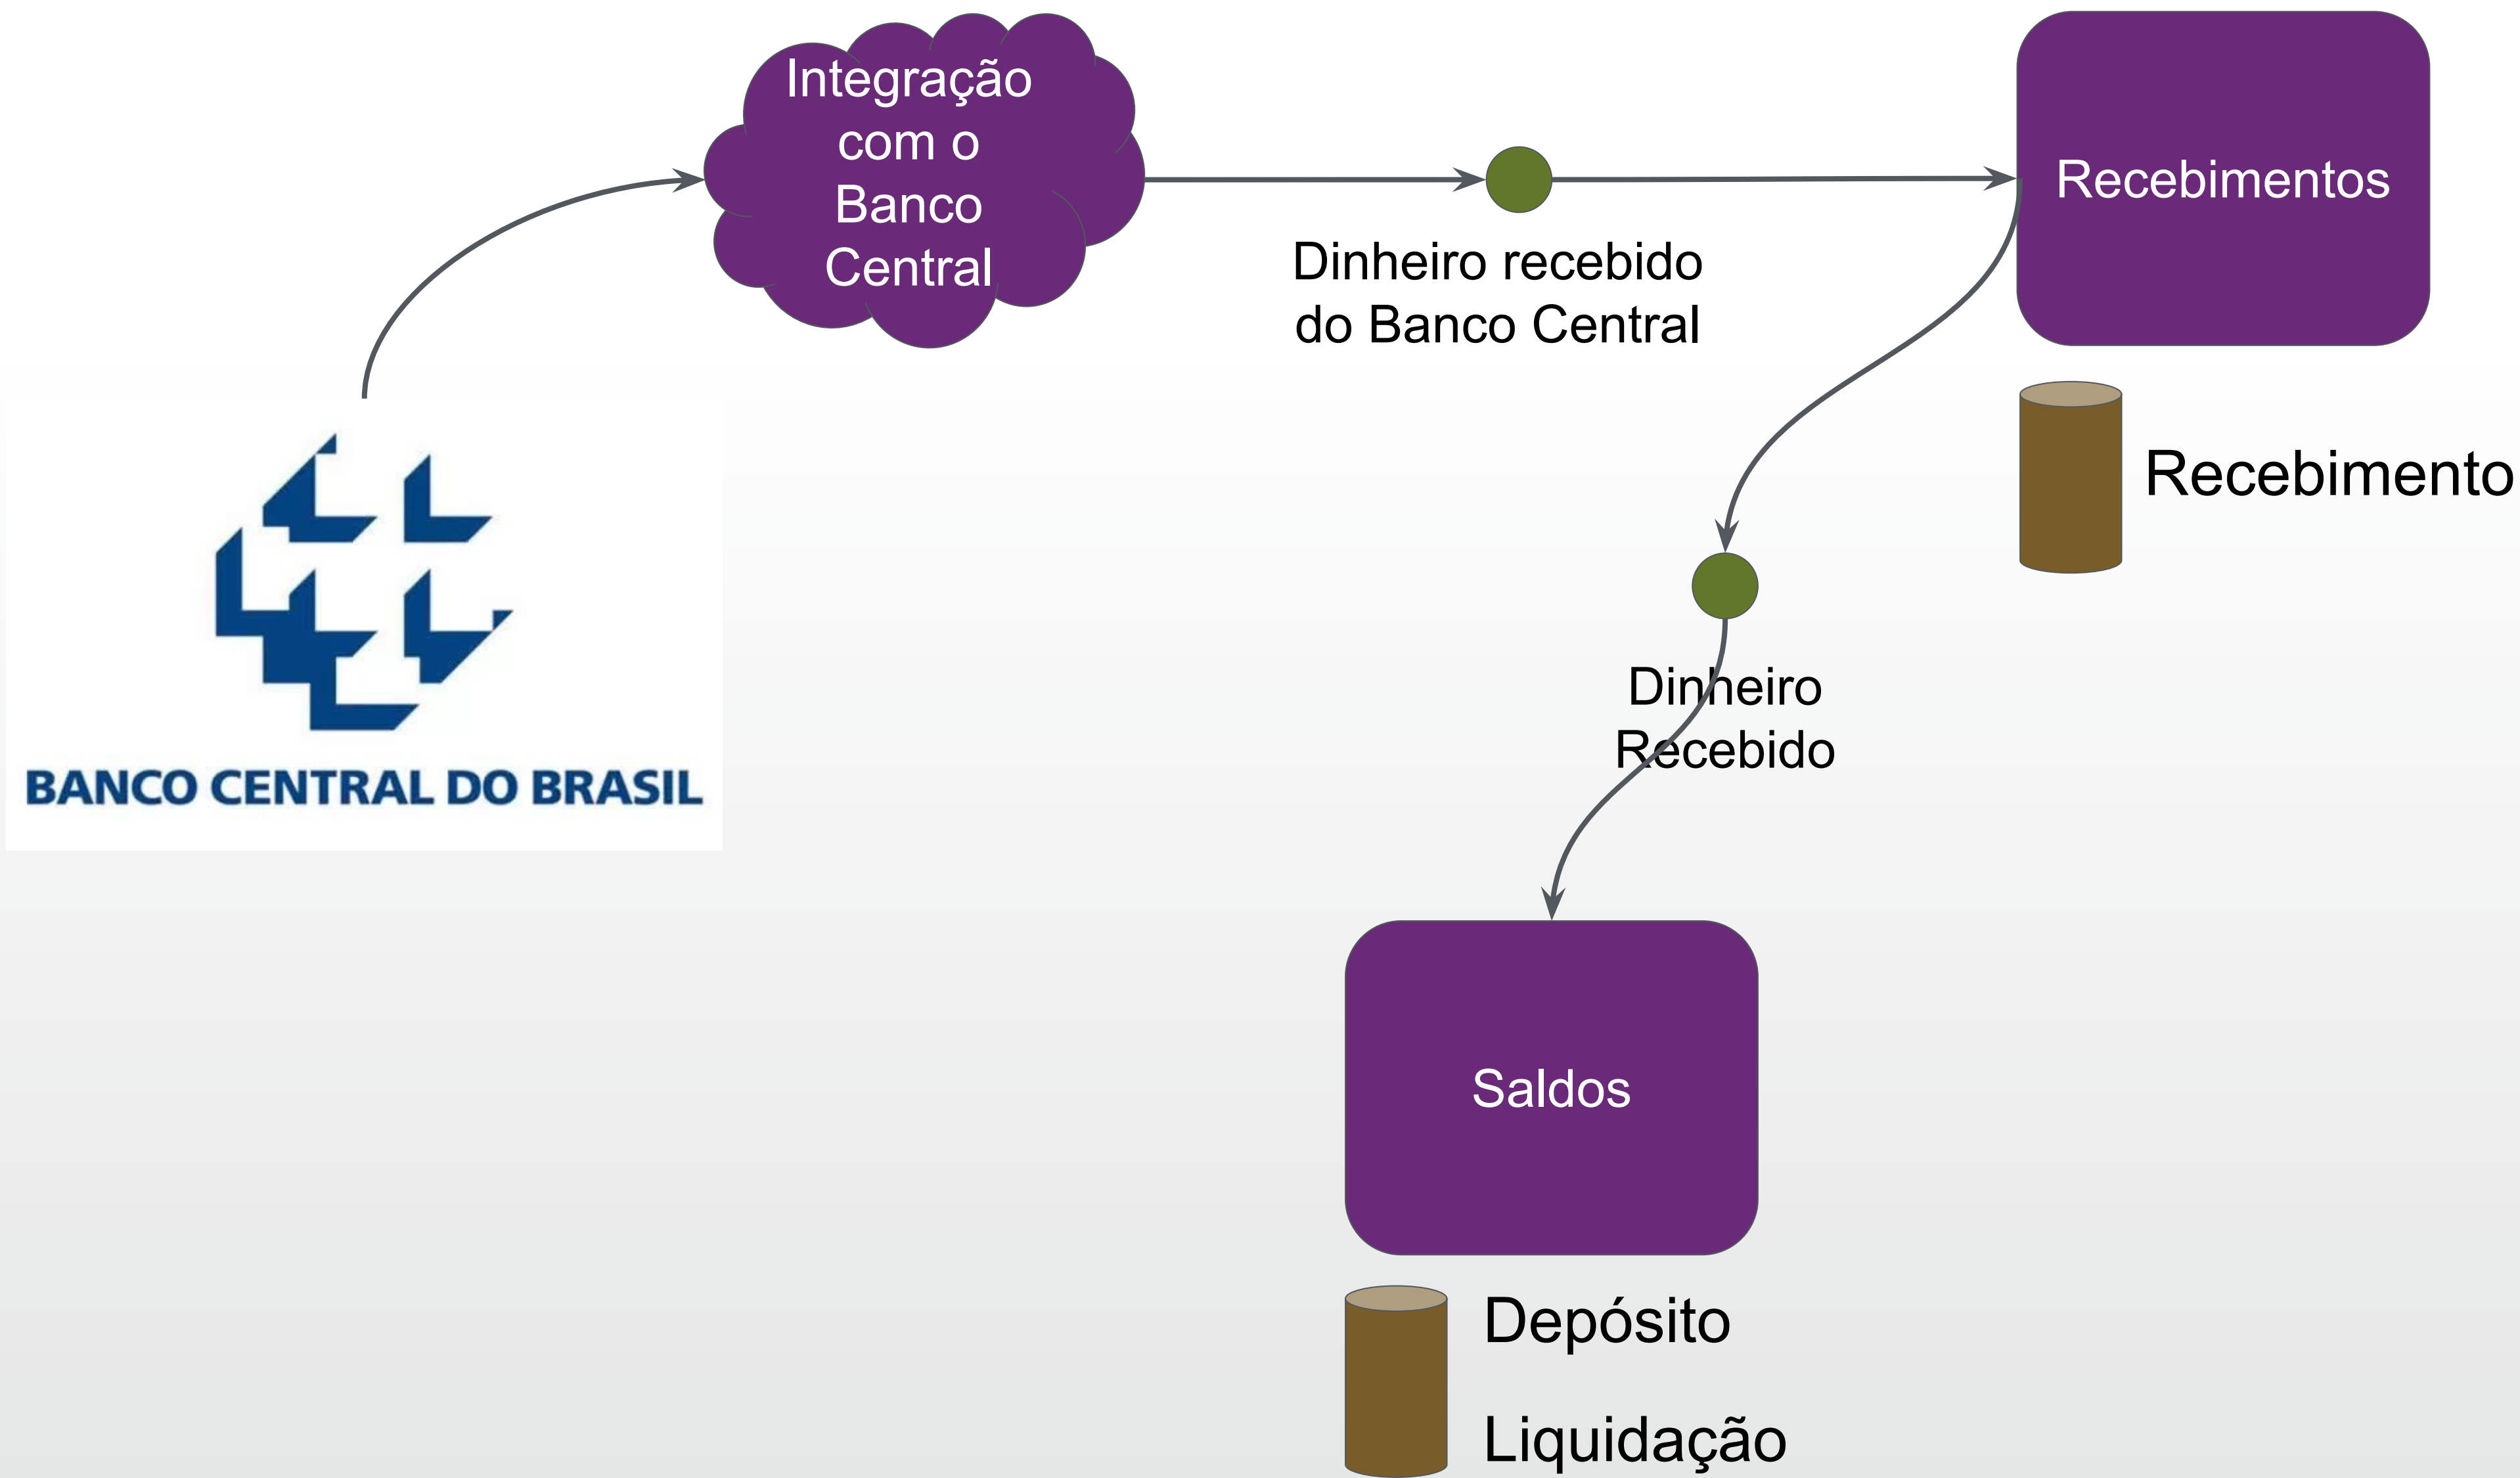 Integração
com o
Banco
Central
Recebimentos
Dinheiro recebido
do Banco Central
Recebimento
Dinheiro
Recebido
BANCO CENTRAL DO BRASIL
Saldos
Depósito
Liquidação